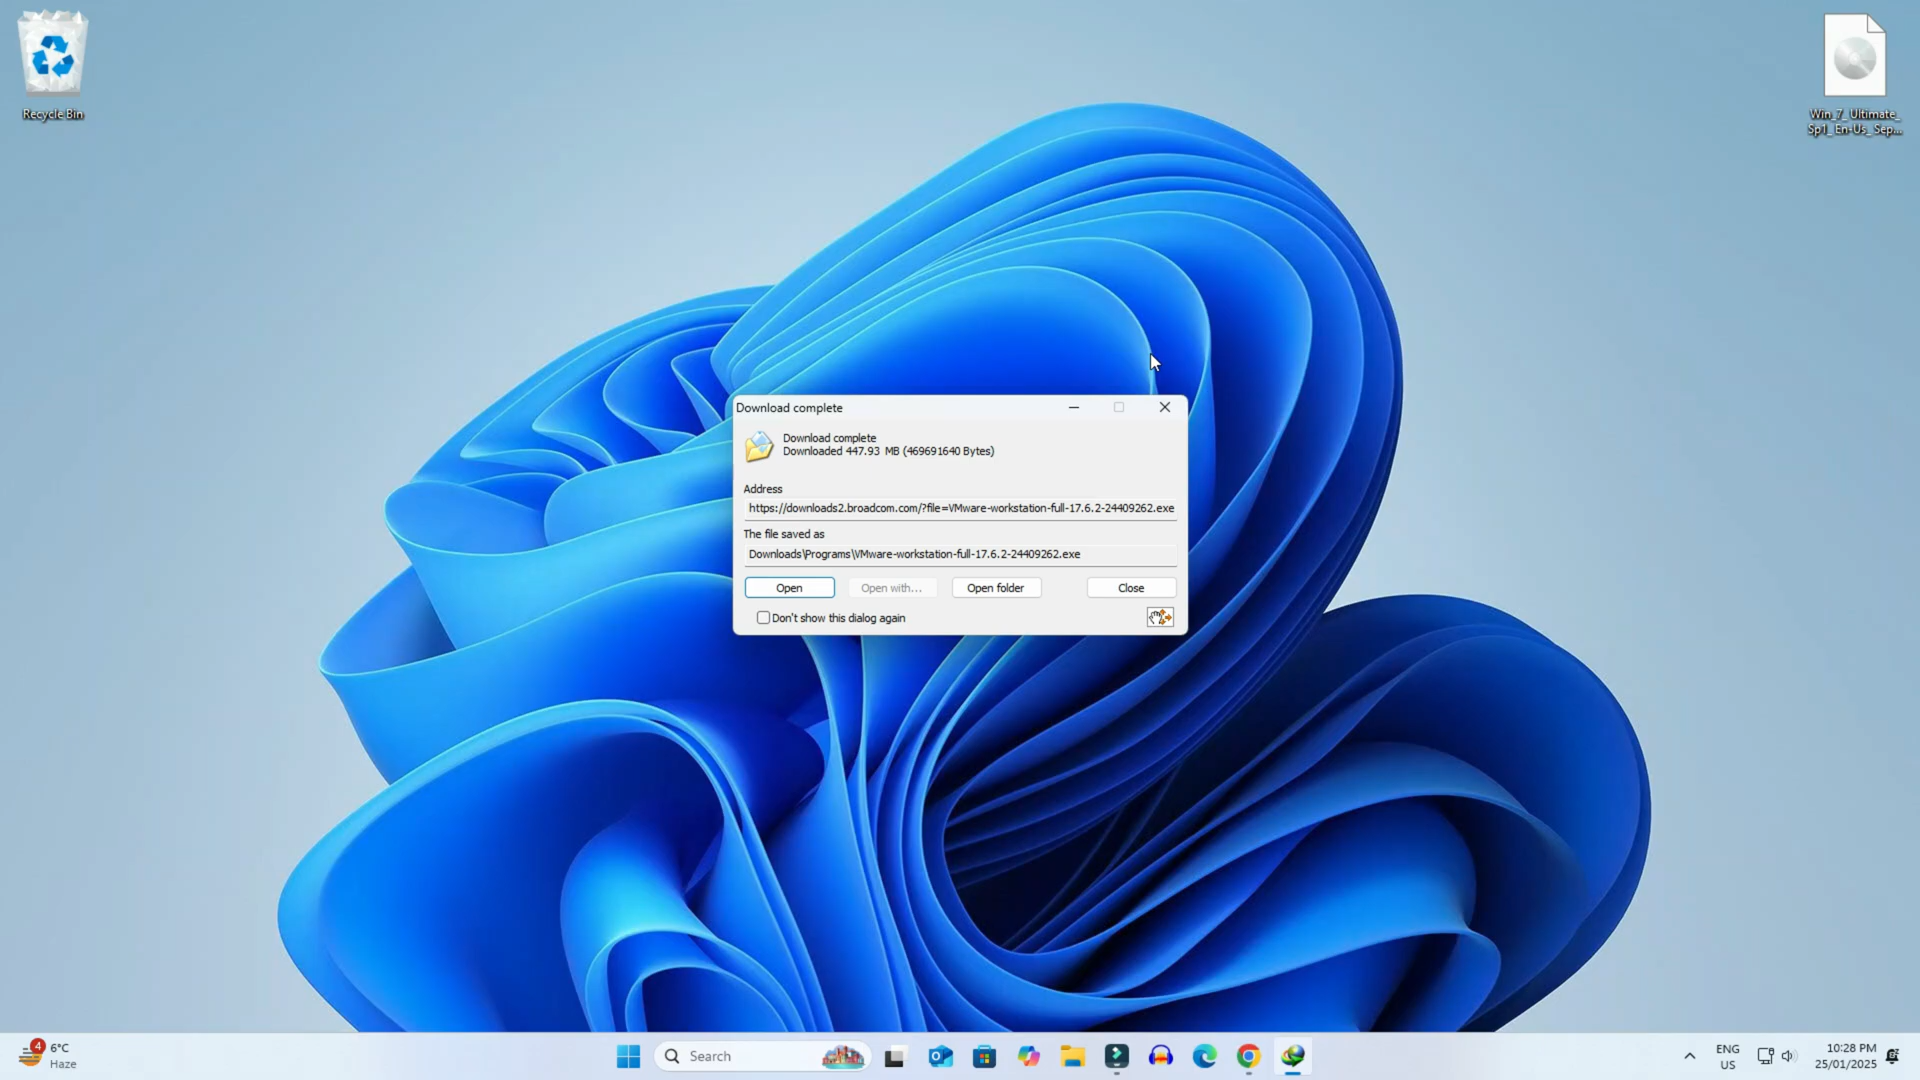 Recycle Bin
Win_7_Ultimate_
Sp1_En-Us_Sep...
Download complete
Download complete
Downloaded 447.93 MB (469691640 Bytes)
Address
https://downloads2.broadcom.com/?file=VMware-workstation-full-17.6.2-24409262.exe
The file saved as
Downloads\Programs\VMware-workstation-full-17.6.2-24409262.exe
Open
Open with...
Open folder
Close
Don't show this dialog again
4
6°C
Haze
Search
ENG
US
10:28 PM
25/01/2025